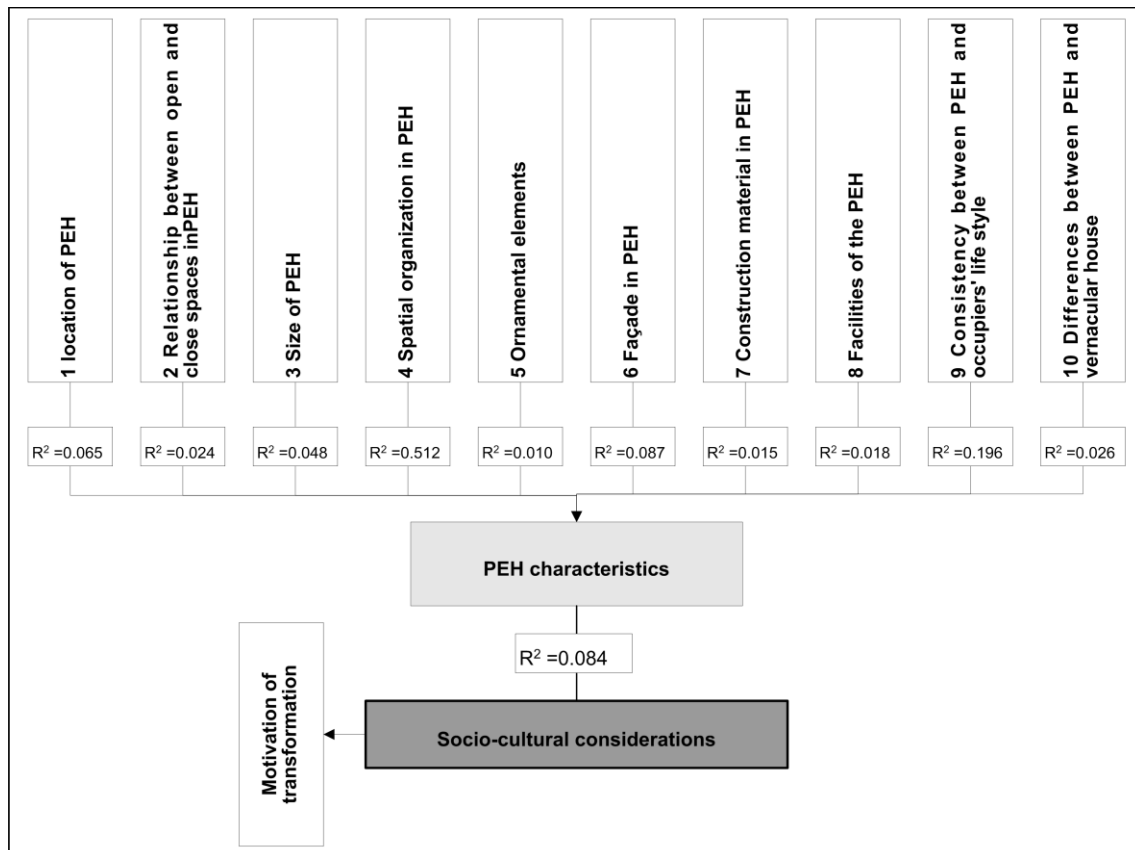 1 location of PEH
2 Relationship between open and
close spaces inPEH
3 Size of PEH
4 Spatial organization in PEH
5 Ornamental elements
6 Façade in PEH
7 Construction material in PEH
8 Facilities of the PEH
9 Consistency between PEH and
occupiers' life style
10 Differences between PEH and
vernacular house
R² =0.065
R² =0.024
R² =0.048
R² =0.512
R² =0.010
R² =0.087
R² =0.015
R² =0.018
R² =0.196
R² =0.026
PEH characteristics
R² =0.084
Motivation of
transformation
Socio-cultural considerations